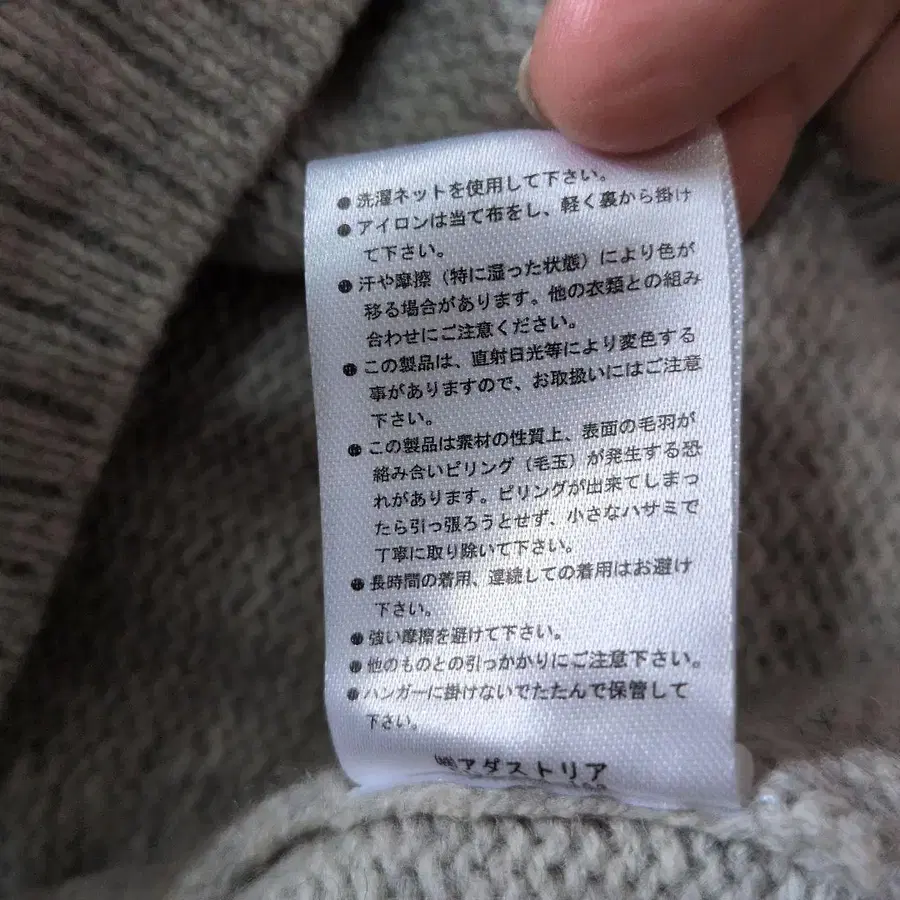 ● 洗濯ネットを使用して下さい。
● アイロンは当て布をし、軽く裏から掛け
て下さい。
● 汗や摩擦（特に湿った状態）により色が
移る場合があります。他の衣類との組み
合わせにご注意ください。
● この製品は、直射日光等により変色する
事がありますので、お取扱いにはご注意
下さい。
● この製品は素材の性質上、表面の毛羽が
絡み合いピリング（毛玉）が発生する恐
れがあります。ピリングが出来てしまっ
たら引っ張ろうとせず、小さなハサミで
丁寧に取り除いて下さい。
● 長時間の着用、連続しての着用はお避け
下さい。
● 強い摩擦を避けて下さい。
● 他のものとの引っかかりにご注意下さい。
● ハンガーに掛けないでたたんで保管して
下さい。
㈱アダストリア